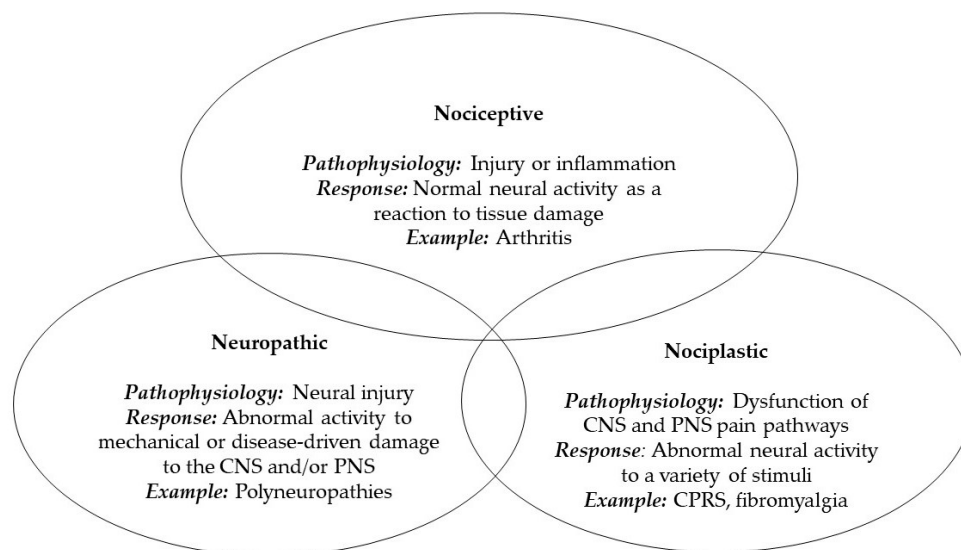 Nociceptive
Pathophysiology: Injury or inflammation
Response: Normal neural activity as a
reaction to tissue damage
Example: Arthritis
Neuropathic
Pathophysiology: Neural injury
Response: Abnormal activity to
mechanical or disease-driven damage
to the CNS and/or PNS
Example: Polyneuropathies
Nociplastic
Pathophysiology: Dysfunction of
CNS and PNS pain pathways
Response: Abnormal neural activity
to a variety of stimuli
Example: CPRS, fibromyalgia